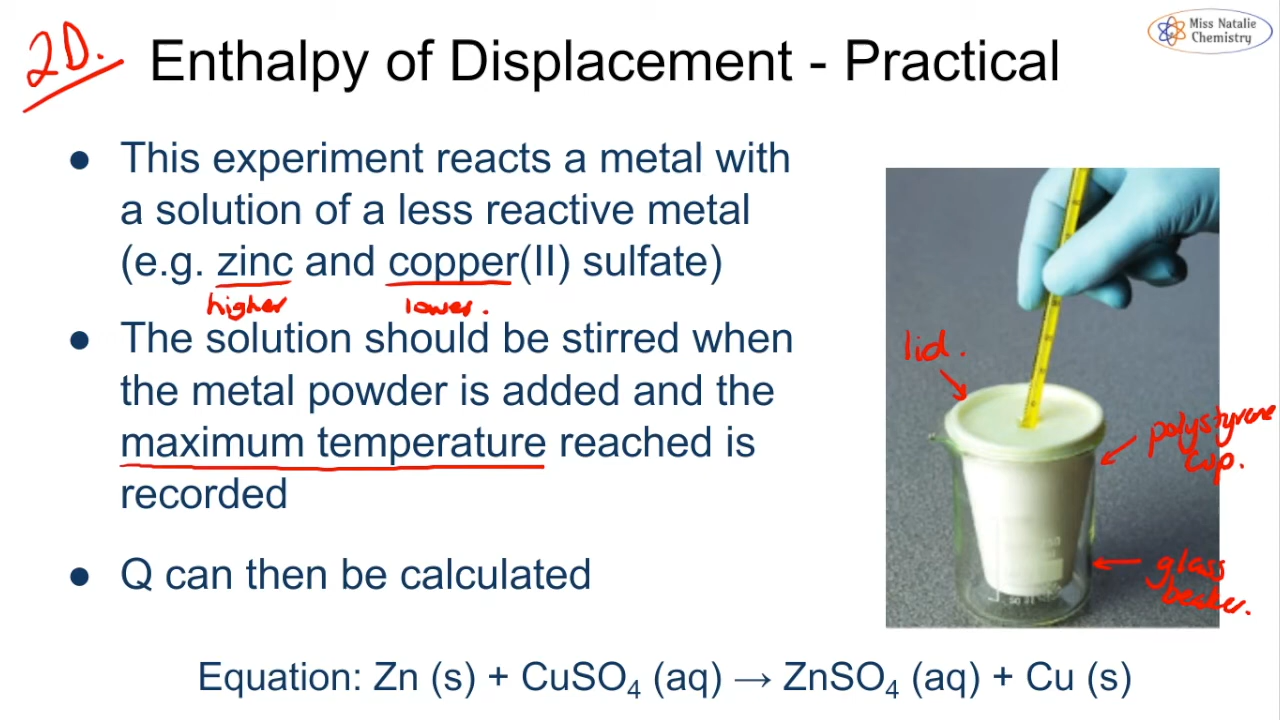 2D.
Enthalpy of Displacement - Practical
Miss Natalie
Chemistry
● This experiment reacts a metal with
a solution of a less reactive metal
(e.g. zinc and copper(II) sulfate)
higher lower.
● The solution should be stirred when
the metal powder is added and the
maximum temperature reached is
recorded
● Q can then be calculated
lid.
polystyrene
cup.
glass
beaker.
Equation: Zn (s) + CuSO₄ (aq) → ZnSO₄ (aq) + Cu (s)